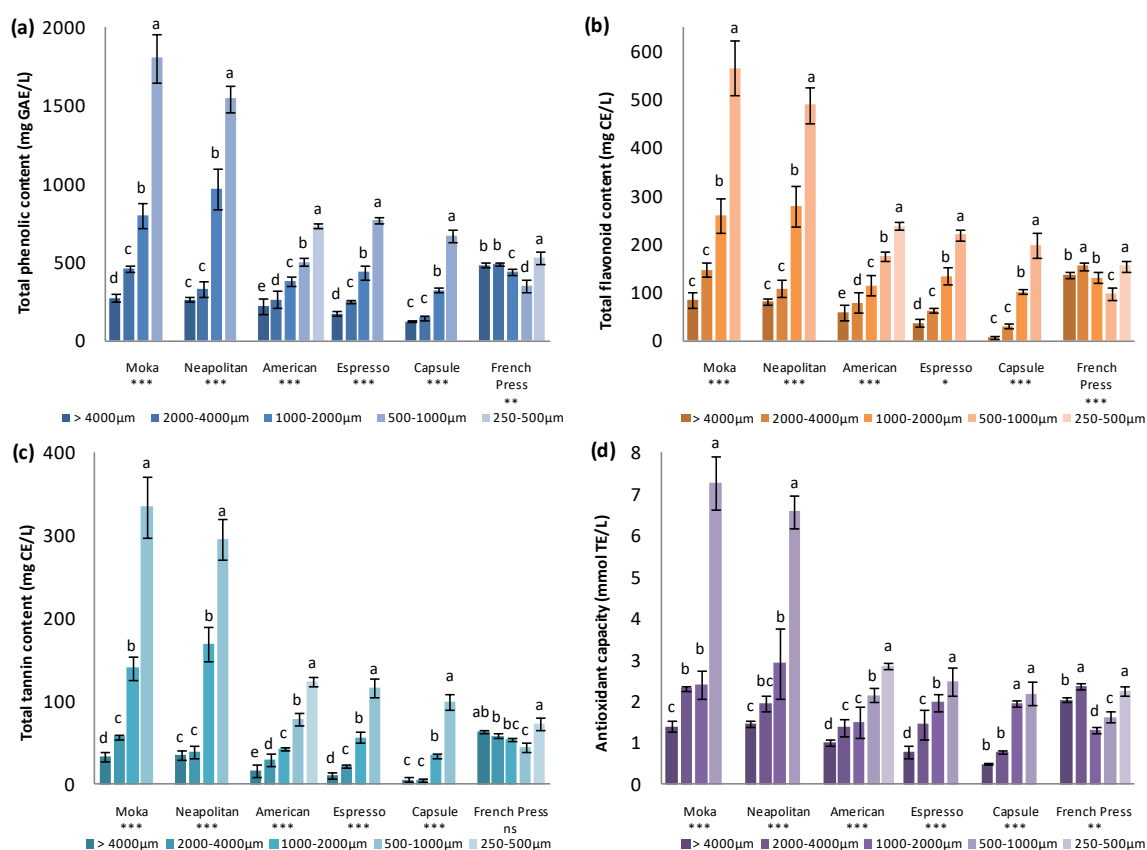 (a)
Total phenolic content (mg GAE/L)
2000
1500
1000
500
0
d c b a c c b a e d c b a d c b a c c b a b b c d a
Moka Neapolitan American Espresso Capsule French Press
*** *** *** *** *** **
> 4000µm 2000-4000µm 1000-2000µm 500-1000µm 250-500µm
(b)
Total flavonoid content (mg CE/L)
600
500
400
300
200
100
0
d c b a c c b a e d c b a d c b a c c b a b a b c a
Moka Neapolitan American Espresso Capsule French Press
*** *** *** * *** ***
> 4000µm 2000-4000µm 1000-2000µm 500-1000µm 250-500µm
(c)
Total tannin content (mg CE/L)
400
300
200
100
0
d c b a c c b a e d c b a d c b a c c b a ab b bc c a
Moka Neapolitan American Espresso Capsule French Press
*** *** *** *** *** ns
> 4000µm 2000-4000µm 1000-2000µm 500-1000µm 250-500µm
(d)
Antioxidant capacity (mmol TE/L)
8
7
6
5
4
3
2
1
0
c b b a c bc b a d c c b a c b b a b b a a b a d c a
Moka Neapolitan American Espresso Capsule French Press
*** *** *** *** *** **
> 4000µm 2000-4000µm 1000-2000µm 500-1000µm 250-500µm